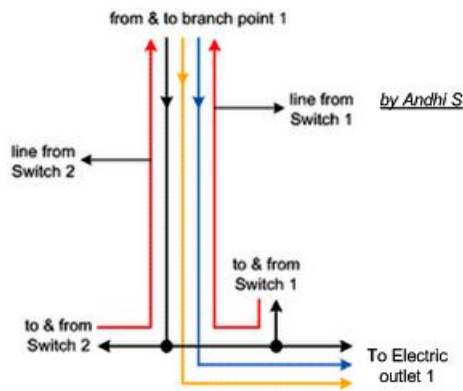 from & to branch point 1
line from
Switch 1
by Andhi S
line from
Switch 2
to & from
Switch 1
to & from
Switch 2
To Electric
outlet 1